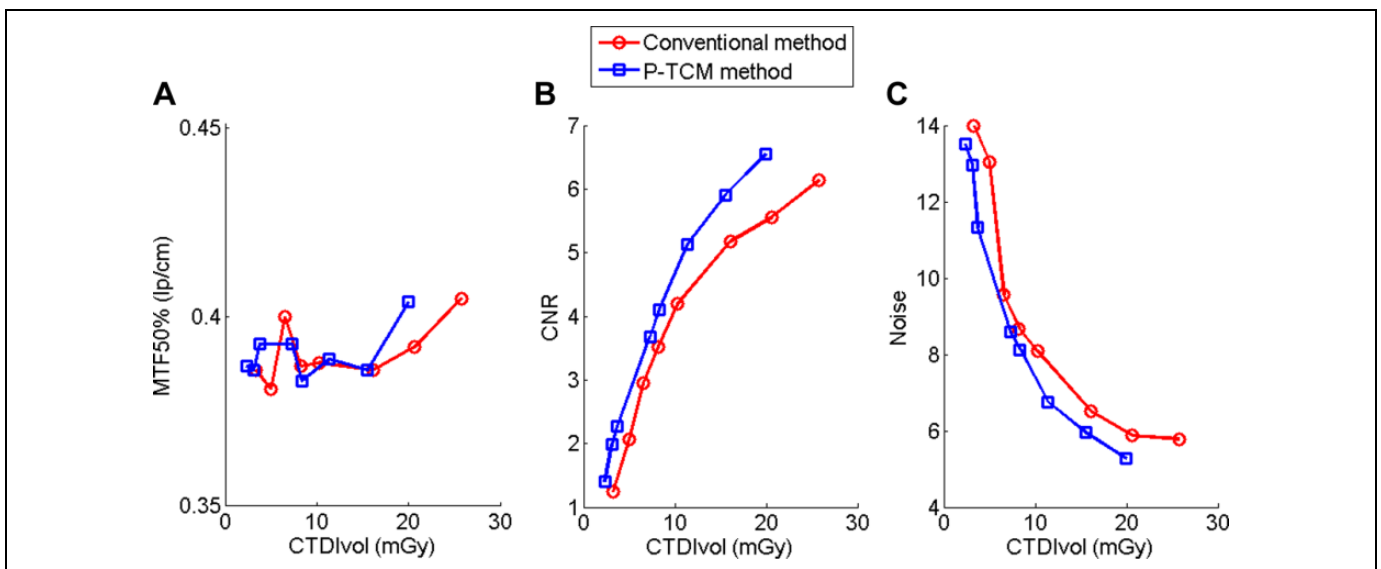 Conventional method
P-TCM method
A
0.45
0.4
0.35
MTF50% (lp/cm)
0 10 20 30
CTDIvol (mGy)
B
7
6
5
4
3
2
1
CNR
0 10 20 30
CTDIvol (mGy)
C
14
12
10
8
6
4
Noise
0 10 20 30
CTDIvol (mGy)